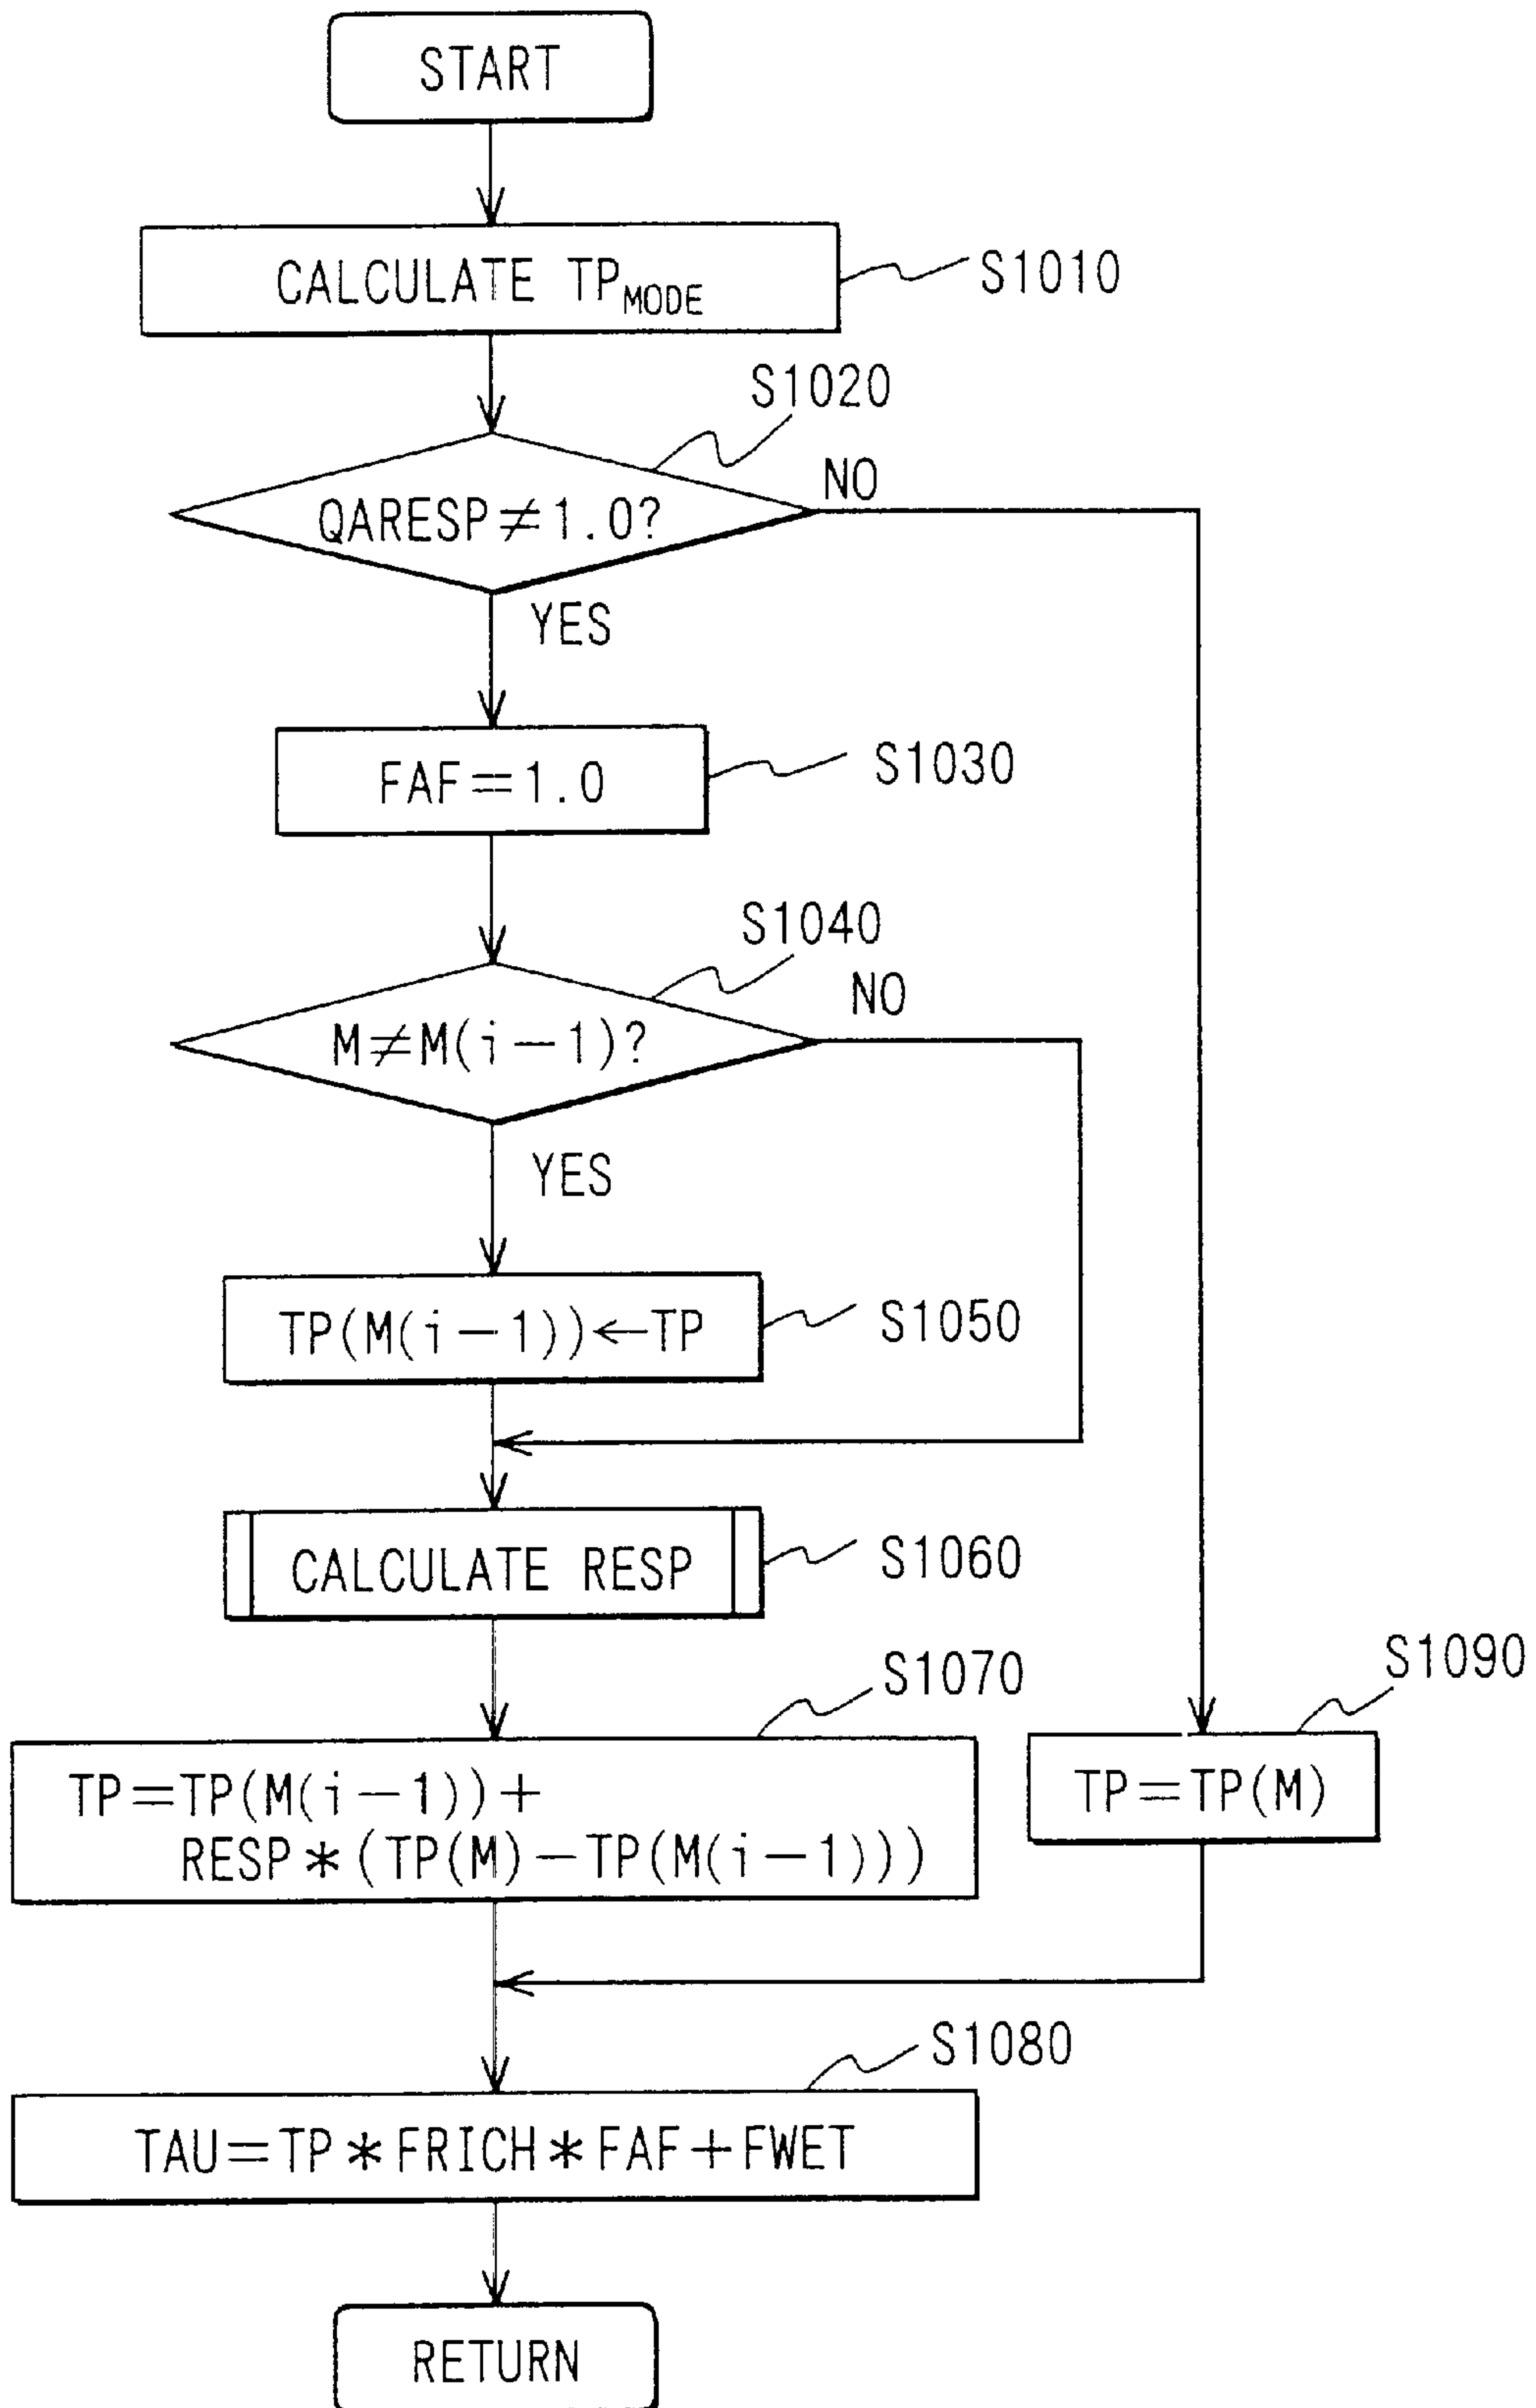 START
CALCULATE TP_MODE
S1010
S1020
QARESP≠1.0?
NO
YES
FAF=1.0
S1030
S1040
M≠M(i-1)?
NO
YES
TP(M(i-1))←TP
S1050
CALCULATE RESP
S1060
S1070
TP=TP(M(i-1))+
RESP*(TP(M)-TP(M(i-1)))
S1090
TP=TP(M)
S1080
TAU=TP*FRICH*FAF+FWET
RETURN